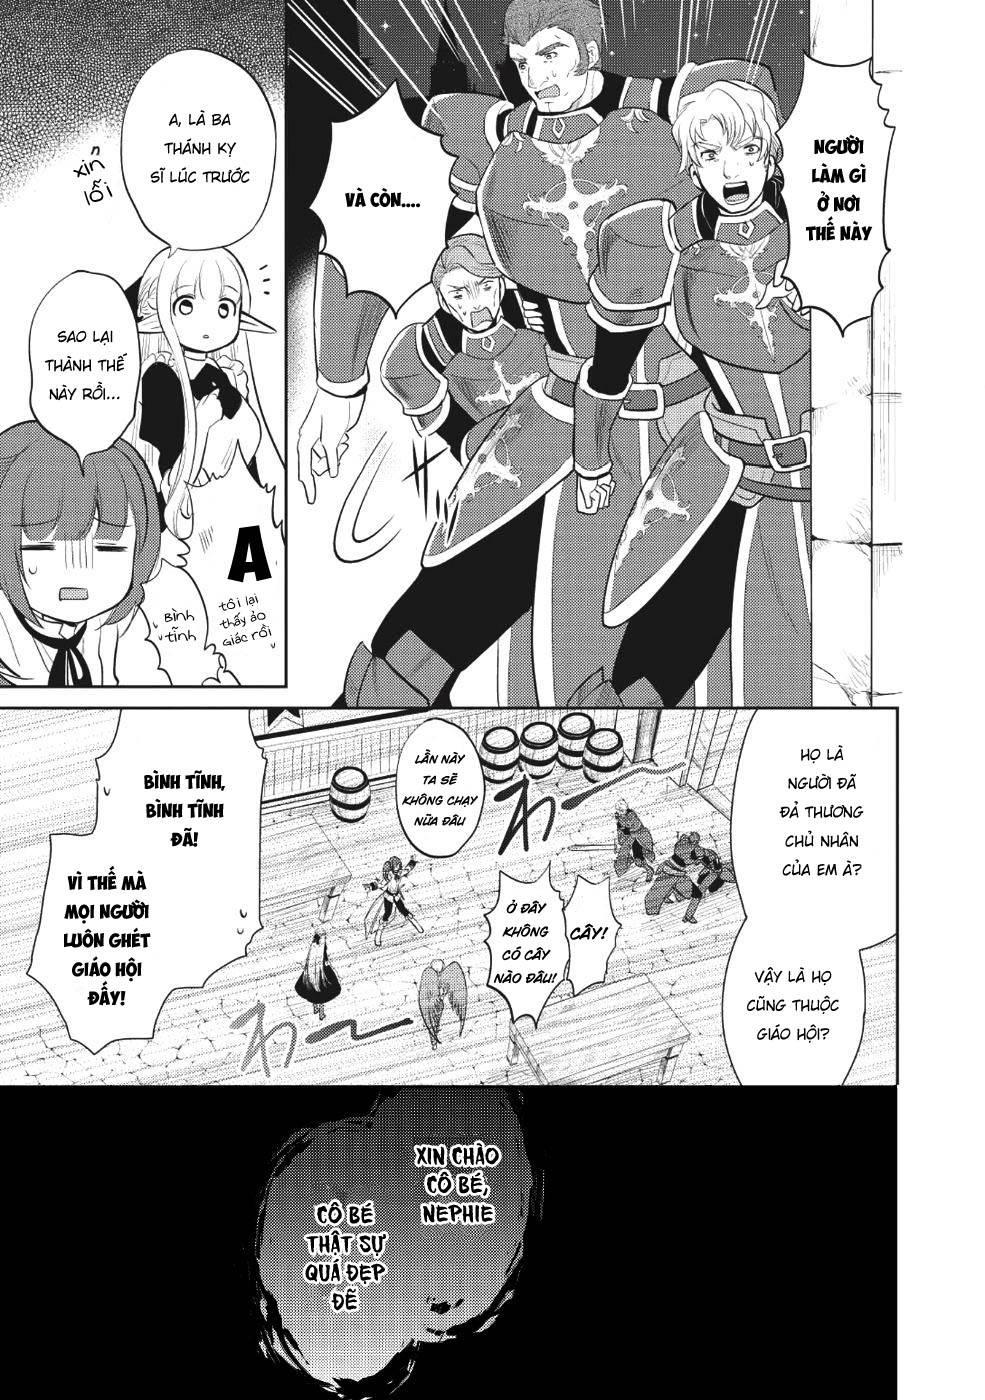 NGƯỜI
LÀM GÌ
Ở NƠI
THẾ NÀY
VÀ CÒN....
A, LÀ BA
THÁNH KỴ
SĨ LÚC TRƯỚC
xin
lỗi
SAO LẠI
THÀNH THẾ
NÀY RỒI...
A
tôi lại
thấy ảo
giác rồi
Bình
tĩnh
HỌ LÀ
NGƯỜI ĐÃ
ĐẢ THƯƠNG
CHỦ NHÂN
CỦA EM À?
VẬY LÀ HỌ
CŨNG THUỘC
GIÁO HỘI?
LẦN NÀY
TA SẼ
KHÔNG CHẠY
NỮA ĐÂU
わー
CÂY!
Ở ĐÂY
KHÔNG
CÓ CÂY
NÀO ĐÂU!
わー
BÌNH TĨNH,
BÌNH TĨNH
ĐÃ!
VÌ THẾ MÀ
MỌI NGƯỜI
LUÔN GHÉT
GIÁO HỘI
ĐẤY!
XIN CHÀO
CÔ BÉ,
NEPHIE
CÔ BÉ
THẬT SỰ
QUÁ ĐẸP
ĐẼ